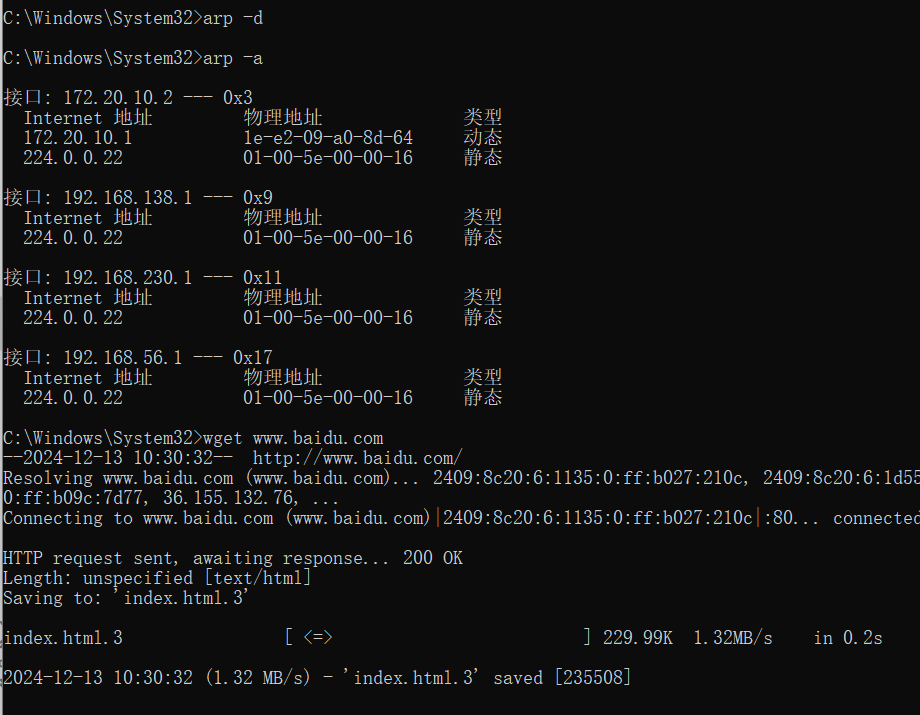 C:\Windows\System32>arp -d
C:\Windows\System32>arp -a
接口: 172.20.10.2 --- 0x3
Internet 地址 物理地址 类型
172.20.10.1 1e-e2-09-a0-8d-64 动态
224.0.0.22 01-00-5e-00-00-16 静态
接口: 192.168.138.1 --- 0x9
Internet 地址 物理地址 类型
224.0.0.22 01-00-5e-00-00-16 静态
接口: 192.168.230.1 --- 0x11
Internet 地址 物理地址 类型
224.0.0.22 01-00-5e-00-00-16 静态
接口: 192.168.56.1 --- 0x17
Internet 地址 物理地址 类型
224.0.0.22 01-00-5e-00-00-16 静态
C:\Windows\System32>wget www.baidu.com
--2024-12-13 10:30:32--  http://www.baidu.com/
Resolving www.baidu.com (www.baidu.com)... 2409:8c20:6:1135:0:ff:b027:210c, 2409:8c20:6:1d55
0:ff:b09c:7d77, 36.155.132.76, ...
Connecting to www.baidu.com (www.baidu.com)|2409:8c20:6:1135:0:ff:b027:210c|:80... connected
HTTP request sent, awaiting response... 200 OK
Length: unspecified [text/html]
Saving to: 'index.html.3'
index.html.3 [ <=> ] 229.99K 1.32MB/s in 0.2s
2024-12-13 10:30:32 (1.32 MB/s) - 'index.html.3' saved [235508]